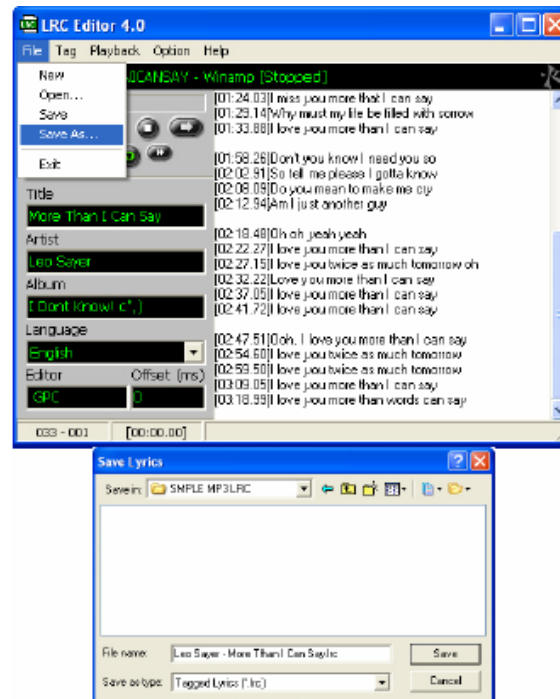 LRC Editor 4.0
File Tag Playback Option Help
New
Open...
Save
Save As...
Exit
Winamp [Stopped]
[01:24.03]I miss you more that I can say
[01:29.14]Why must my life be filled with sorrow
[01:33.88]I love you more than I can say
[01:58.26]Don't you know I need you so
[02:02.91]So tell me please I gotta know
[02:08.09]Do you mean to make me cry
[02:12.94]Am I just another guy
[02:18.48]Oh oh yeah yeah
[02:22.27]I love you more than I can say
[02:27.15]I love you twice as much tomorrow oh
[02:32.22]Love you more than I can say
[02:37.05]I love you more than I can say
[02:41.72]I love you more than I can say
[02:47.51]Ooh, I love you more than I can say
[02:54.60]I love you twice as much tomorrow
[02:59.50]I love you twice as much tomorrow
[03:09.05]I love you more than I can say
[03:18.99]I love you more than words can say
Title
More Than I Can Say
Artist
Leo Sayer
Album
I Dont Know! c",)
Language
English
Editor Offset (ms)
GPC 0
033 - 001 [00:00.00]
Save Lyrics
Save in: SMPLE MP3LRC
File name: Leo Sayer - More Than I Can Say.lrc Save
Save as type: Tagged Lyrics (*.lrc) Cancel